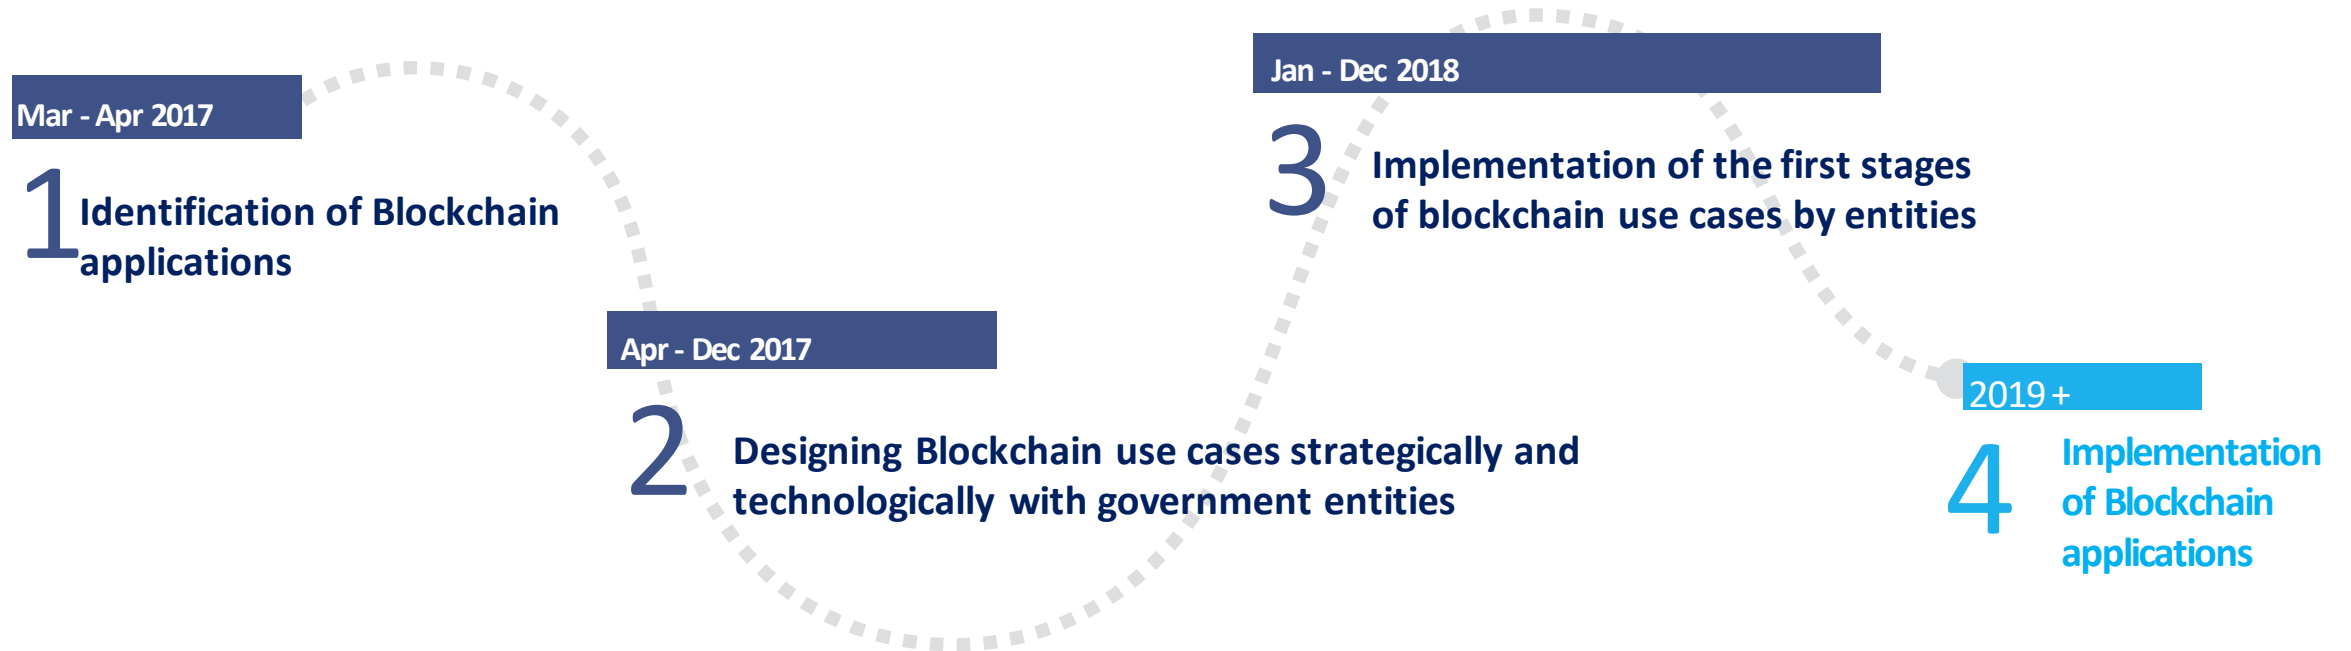 Mar - Apr 2017
1
Identification of Blockchain
applications
Apr - Dec 2017
2
Designing Blockchain use cases strategically and
technologically with government entities
Jan - Dec 2018
3
Implementation of the first stages
of blockchain use cases by entities
2019 +
4
Implementation
of Blockchain
applications